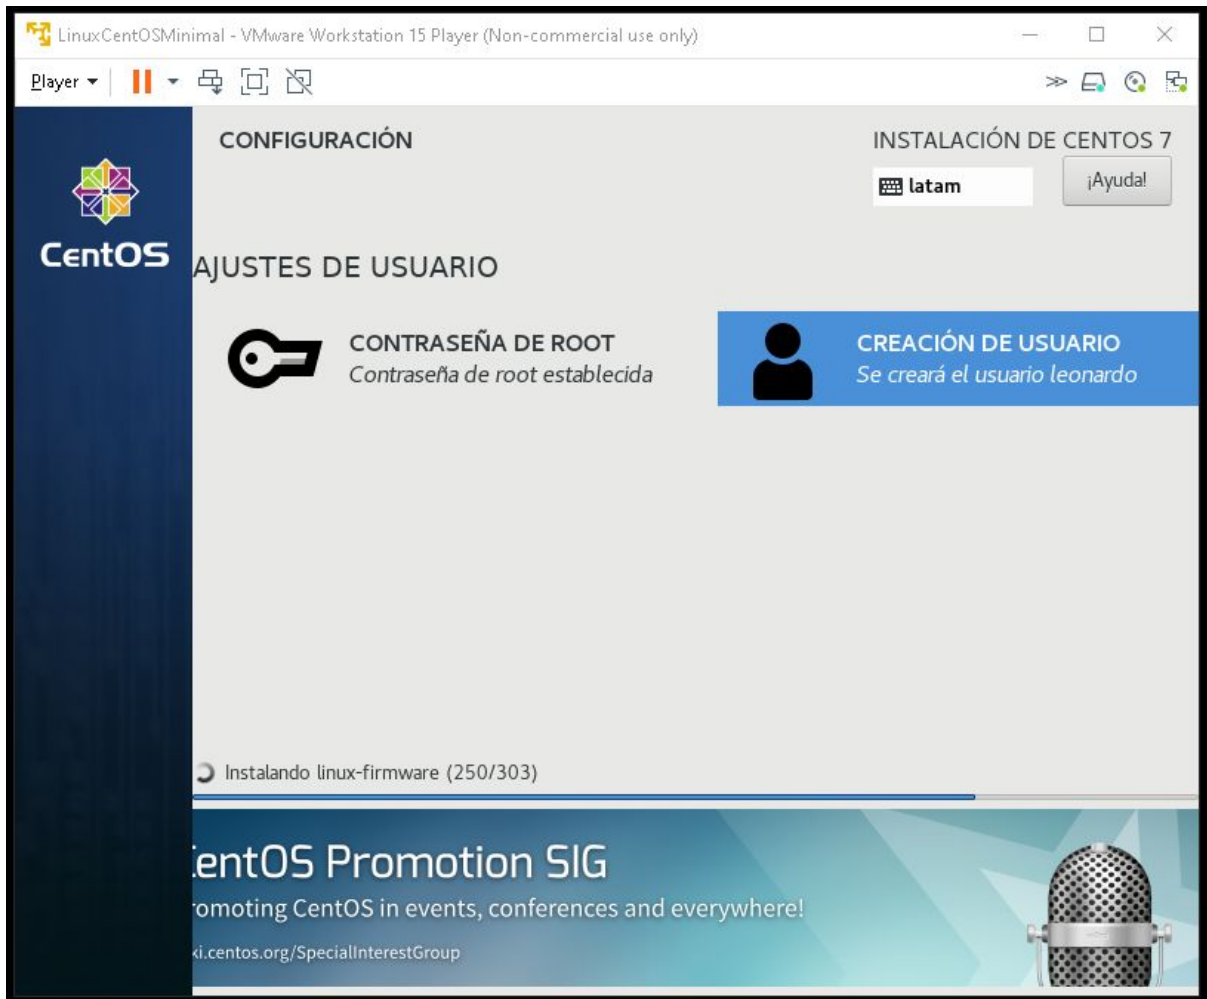 LinuxCentOSMinimal - VMware Workstation 15 Player (Non-commercial use only)
Player
CONFIGURACIÓN
INSTALACIÓN DE CENTOS 7
latam
¡Ayuda!
CentOS
AJUSTES DE USUARIO
CONTRASEÑA DE ROOT
Contraseña de root establecida
CREACIÓN DE USUARIO
Se creará el usuario leonardo
Instalando linux-firmware (250/303)
entOS Promotion SIG
omoting CentOS in events, conferences and everywhere!
ki.centos.org/SpecialInterestGroup